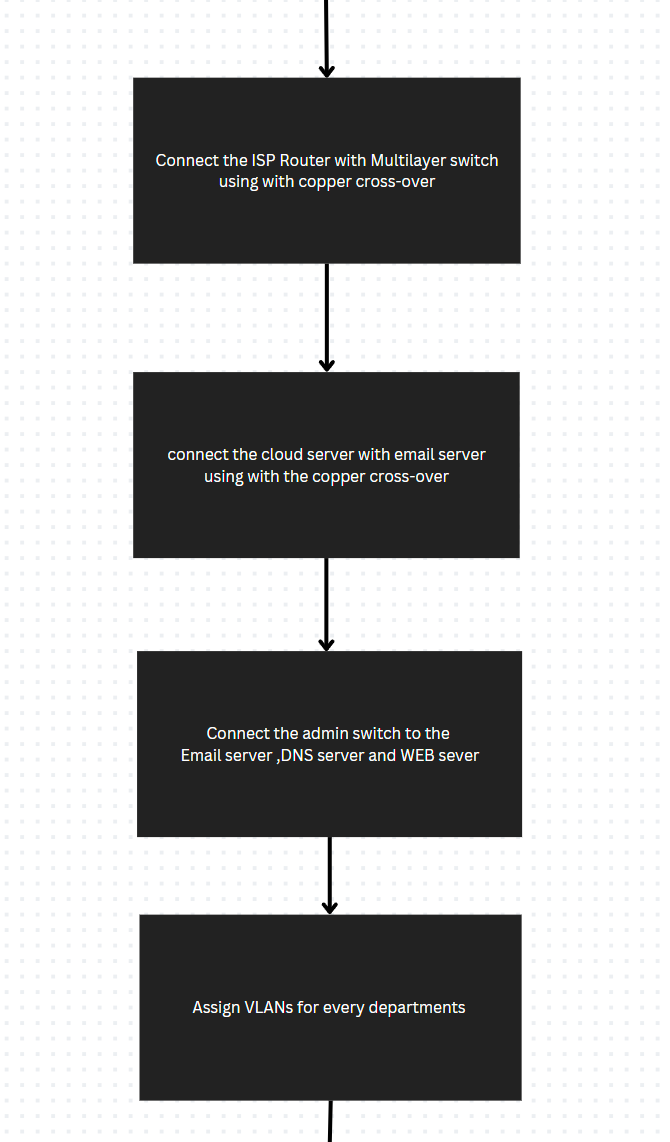 Connect the ISP Router with Multilayer switch
using with copper cross-over
connect the cloud server with email server
using with the copper cross-over
Connect the admin switch to the
Email server ,DNS server and WEB sever
Assign VLANs for every departments